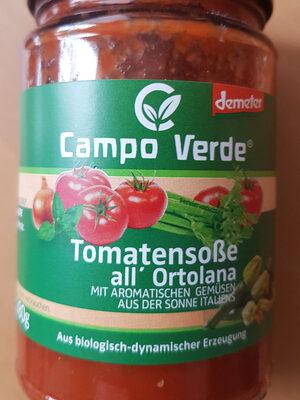 demeter
Campo Verde®
Tomatensoße
all' Ortolana
MIT AROMATISCHEN GEMÜSEN
AUS DER SONNE ITALIENS
Aus biologisch-dynamischer Erzeugung